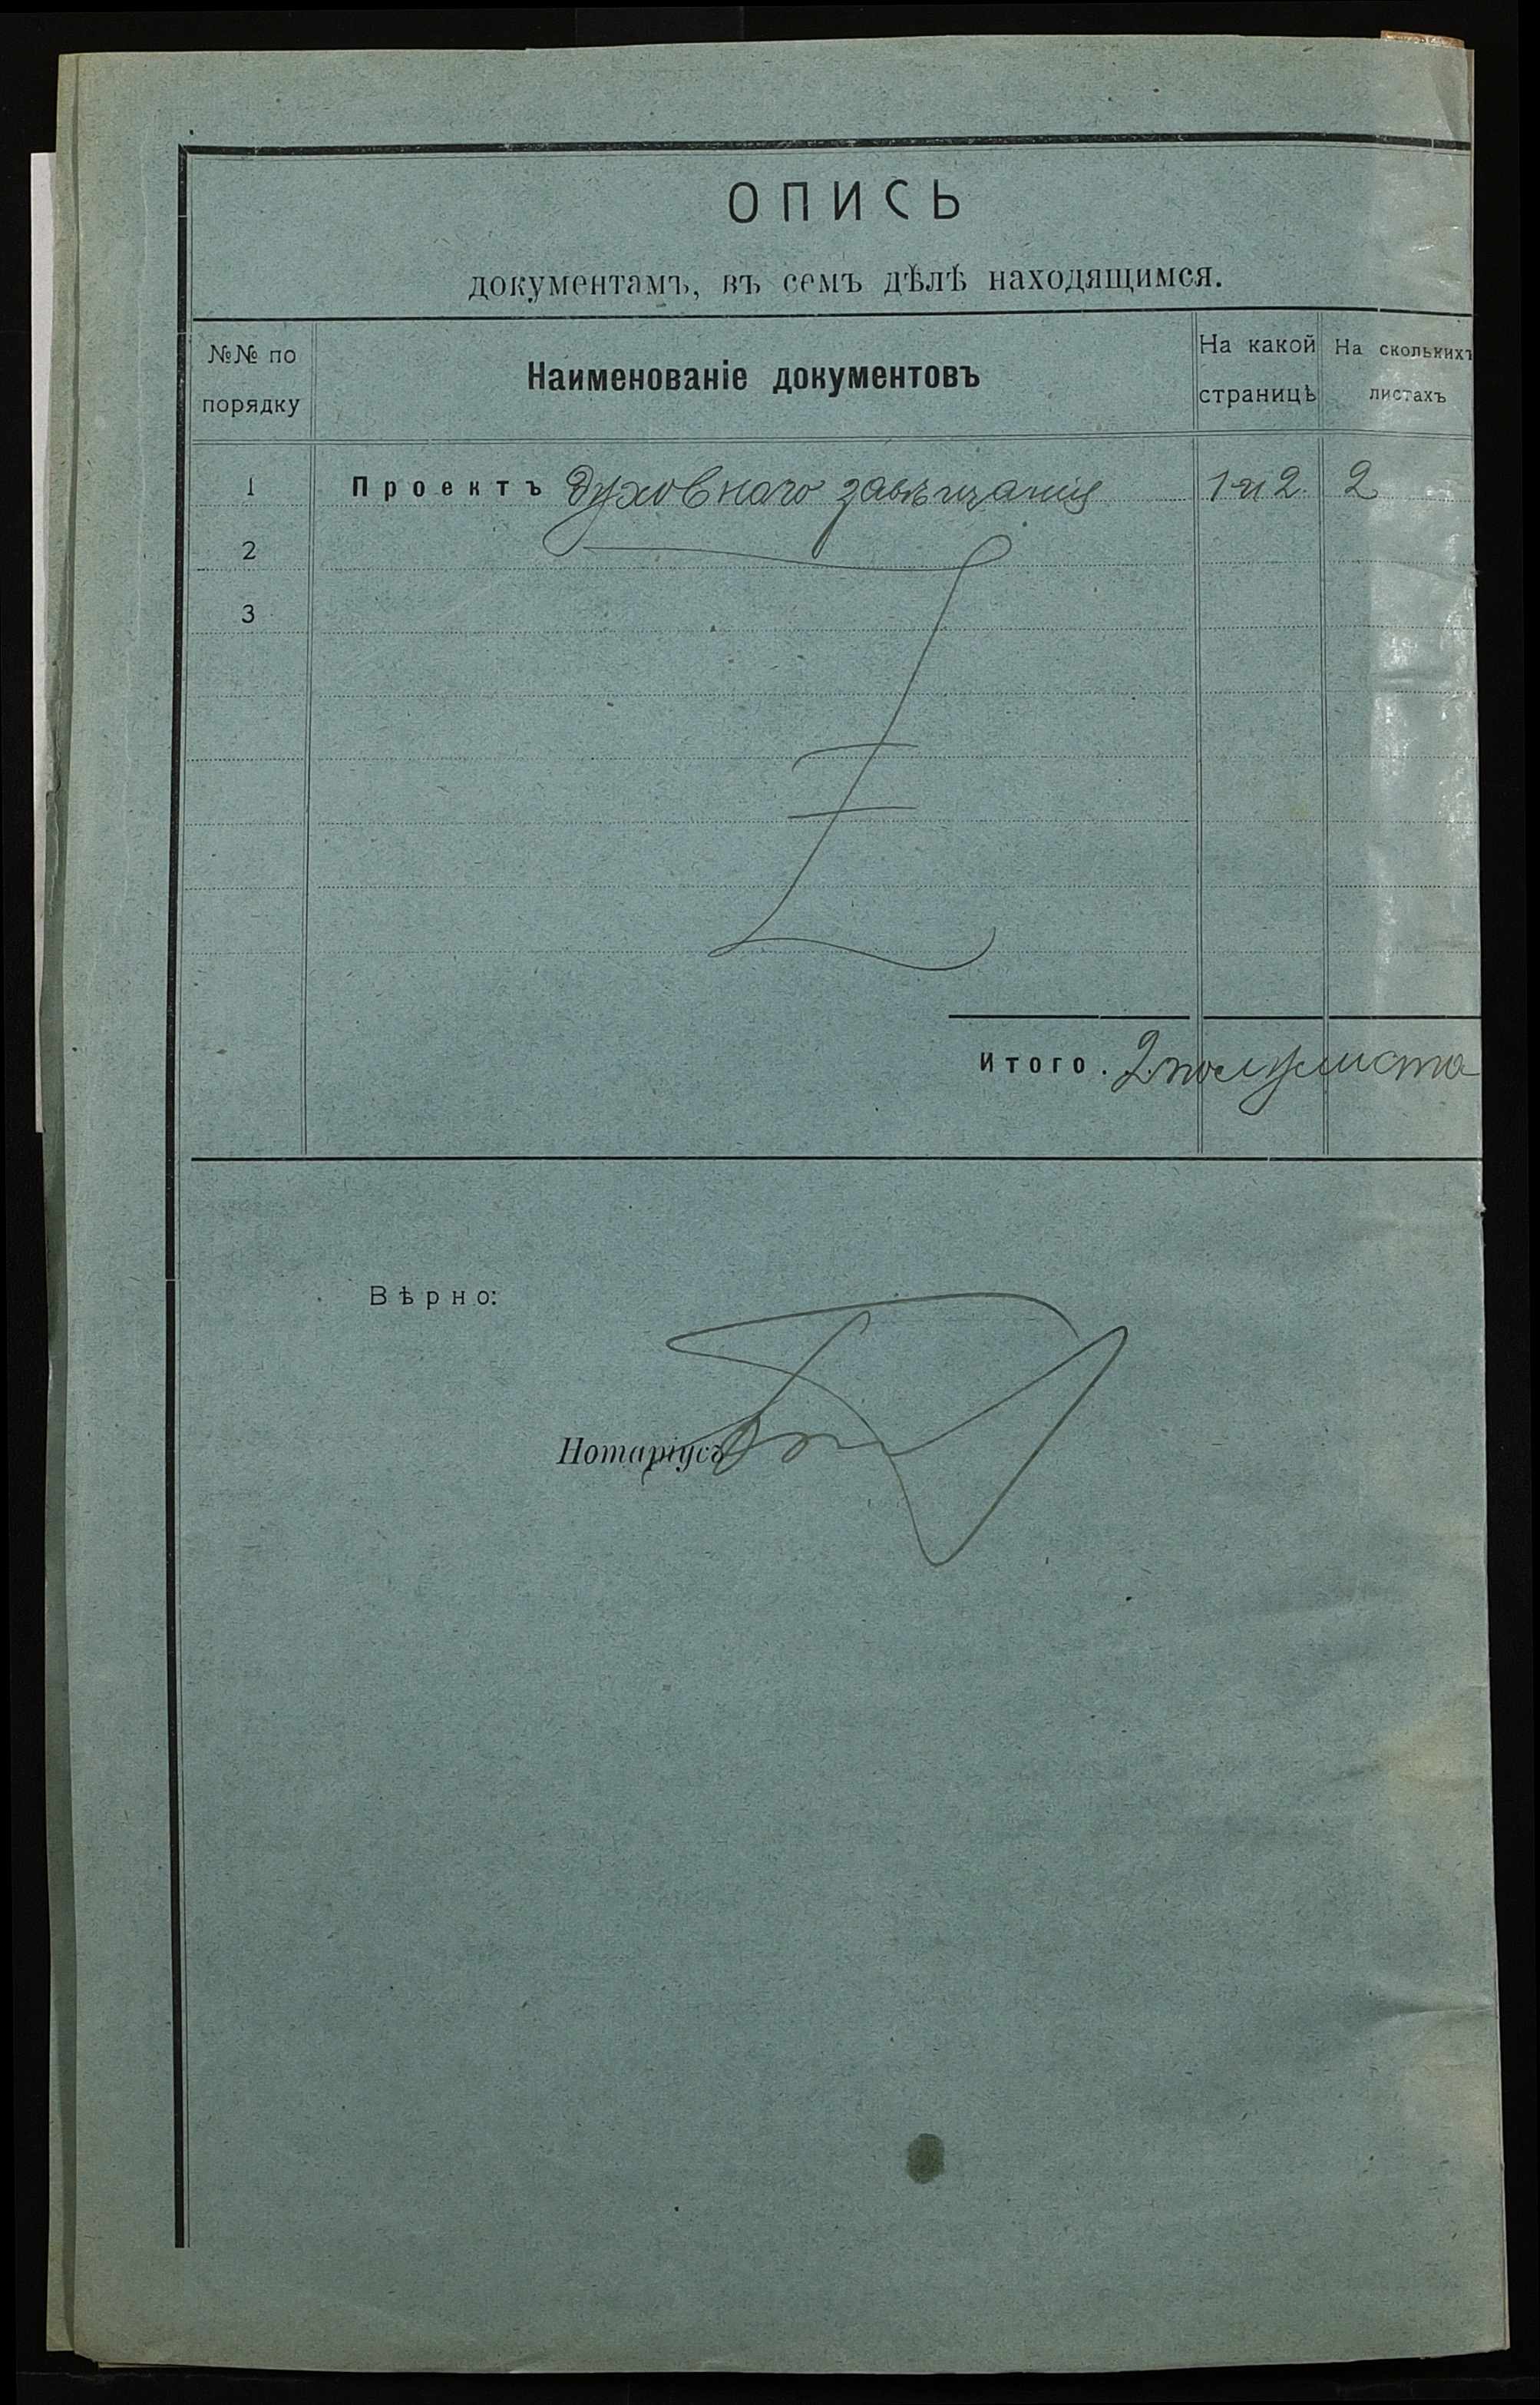 ОПИСЬ
документамъ, въ семъ дѣлѣ находящимся.
№№ по порядку
Наименованіе документовъ
На какой страницѣ
На сколькихъ листахъ
1 Проектъ духовнаго завѣщанія 1 и 2. 2
2
3
Итого. 2 полулиста
Вѣрно:
Нотаріусъ